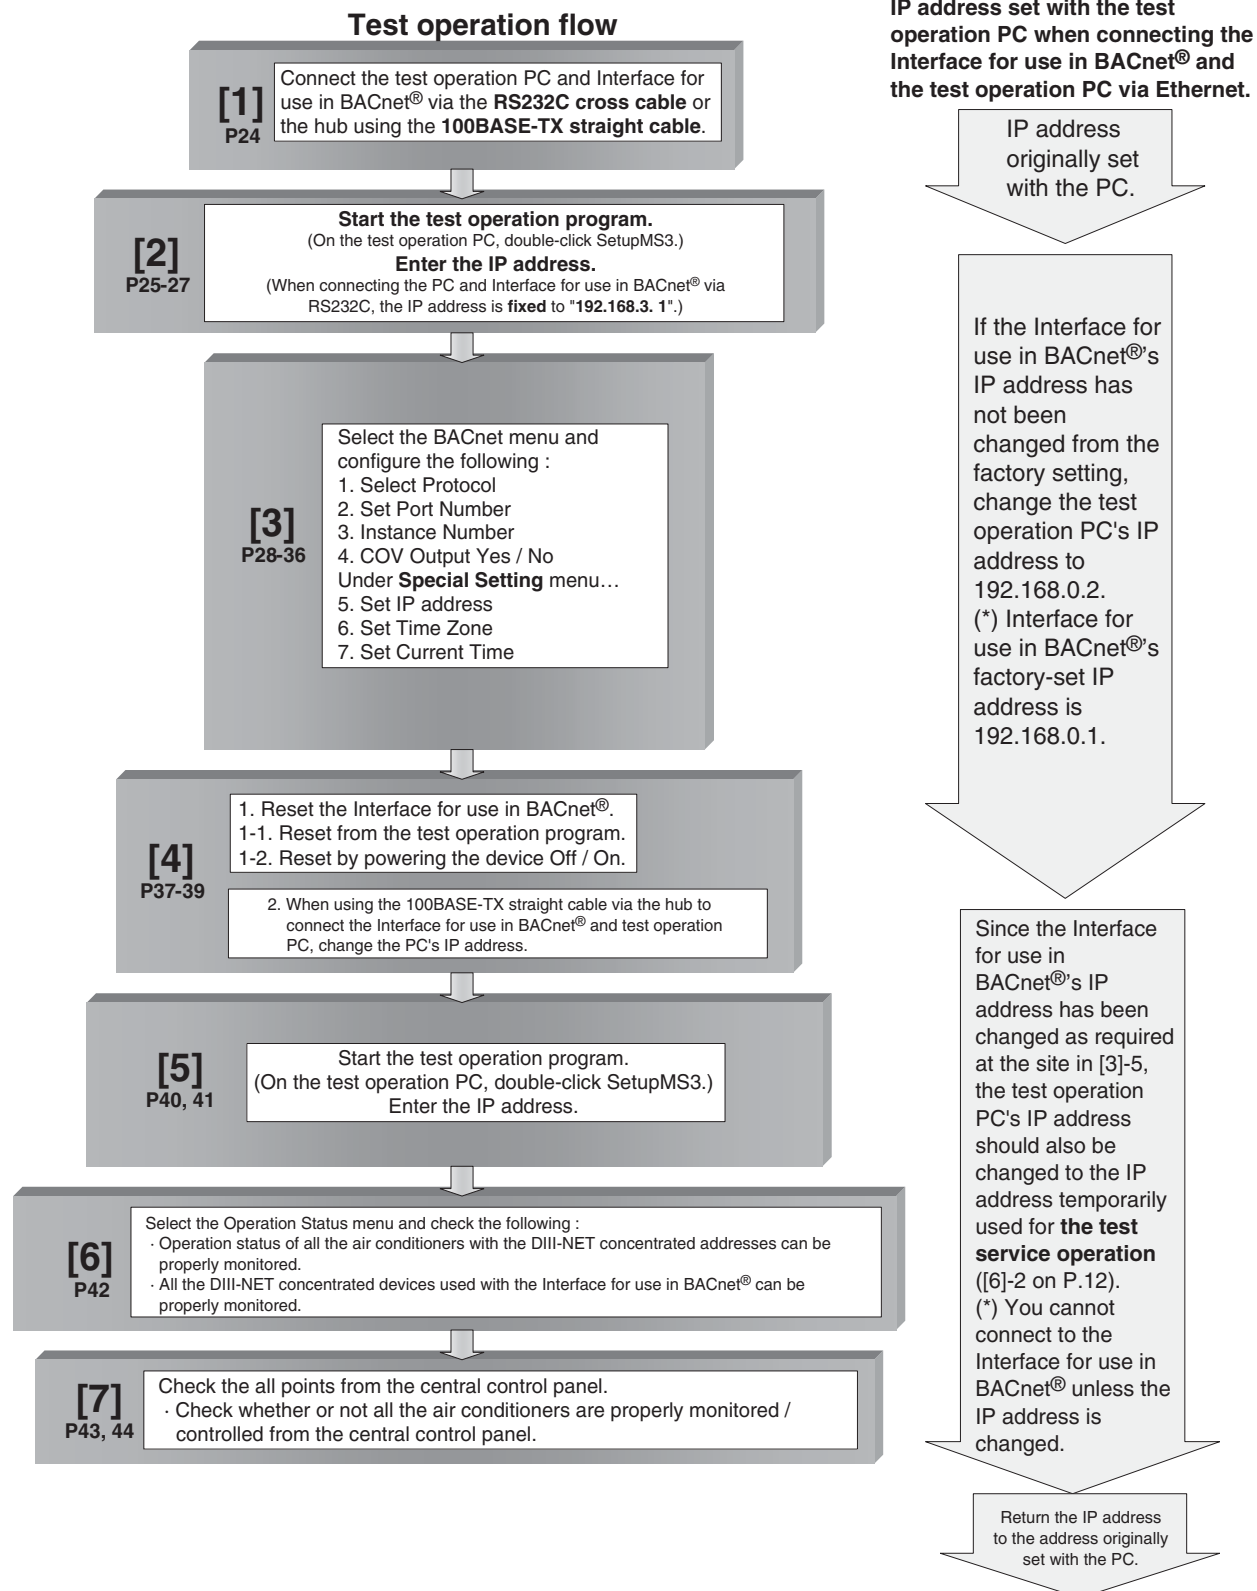 Test operation flow
[1]
P24
Connect the test operation PC and Interface for
use in BACnet® via the RS232C cross cable or
the hub using the 100BASE-TX straight cable.
[2]
P25-27
Start the test operation program.
(On the test operation PC, double-click SetupMS3.)
Enter the IP address.
(When connecting the PC and Interface for use in BACnet® via
RS232C, the IP address is fixed to "192.168.3. 1".)
[3]
P28-36
Select the BACnet menu and
configure the following :
1. Select Protocol
2. Set Port Number
3. Instance Number
4. COV Output Yes / No
Under Special Setting menu…
5. Set IP address
6. Set Time Zone
7. Set Current Time
[4]
P37-39
1. Reset the Interface for use in BACnet®.
1-1. Reset from the test operation program.
1-2. Reset by powering the device Off / On.
2. When using the 100BASE-TX straight cable via the hub to
connect the Interface for use in BACnet® and test operation
PC, change the PC's IP address.
[5]
P40, 41
Start the test operation program.
(On the test operation PC, double-click SetupMS3.)
Enter the IP address.
[6]
P42
Select the Operation Status menu and check the following :
· Operation status of all the air conditioners with the DIII-NET concentrated addresses can be
properly monitored.
· All the DIII-NET concentrated devices used with the Interface for use in BACnet® can be
properly monitored.
[7]
P43, 44
Check the all points from the central control panel.
· Check whether or not all the air conditioners are properly monitored /
controlled from the central control panel.
IP address set with the test
operation PC when connecting the
Interface for use in BACnet® and
the test operation PC via Ethernet.
IP address
originally set
with the PC.
If the Interface for
use in BACnet®'s
IP address has
not been
changed from the
factory setting,
change the test
operation PC's IP
address to
192.168.0.2.
(*) Interface for
use in BACnet®'s
factory-set IP
address is
192.168.0.1.
Since the Interface
for use in
BACnet®'s IP
address has been
changed as required
at the site in [3]-5,
the test operation
PC's IP address
should also be
changed to the IP
address temporarily
used for the test
service operation
([6]-2 on P.12).
(*) You cannot
connect to the
Interface for use in
BACnet® unless the
IP address is
changed.
Return the IP address
to the address originally
set with the PC.